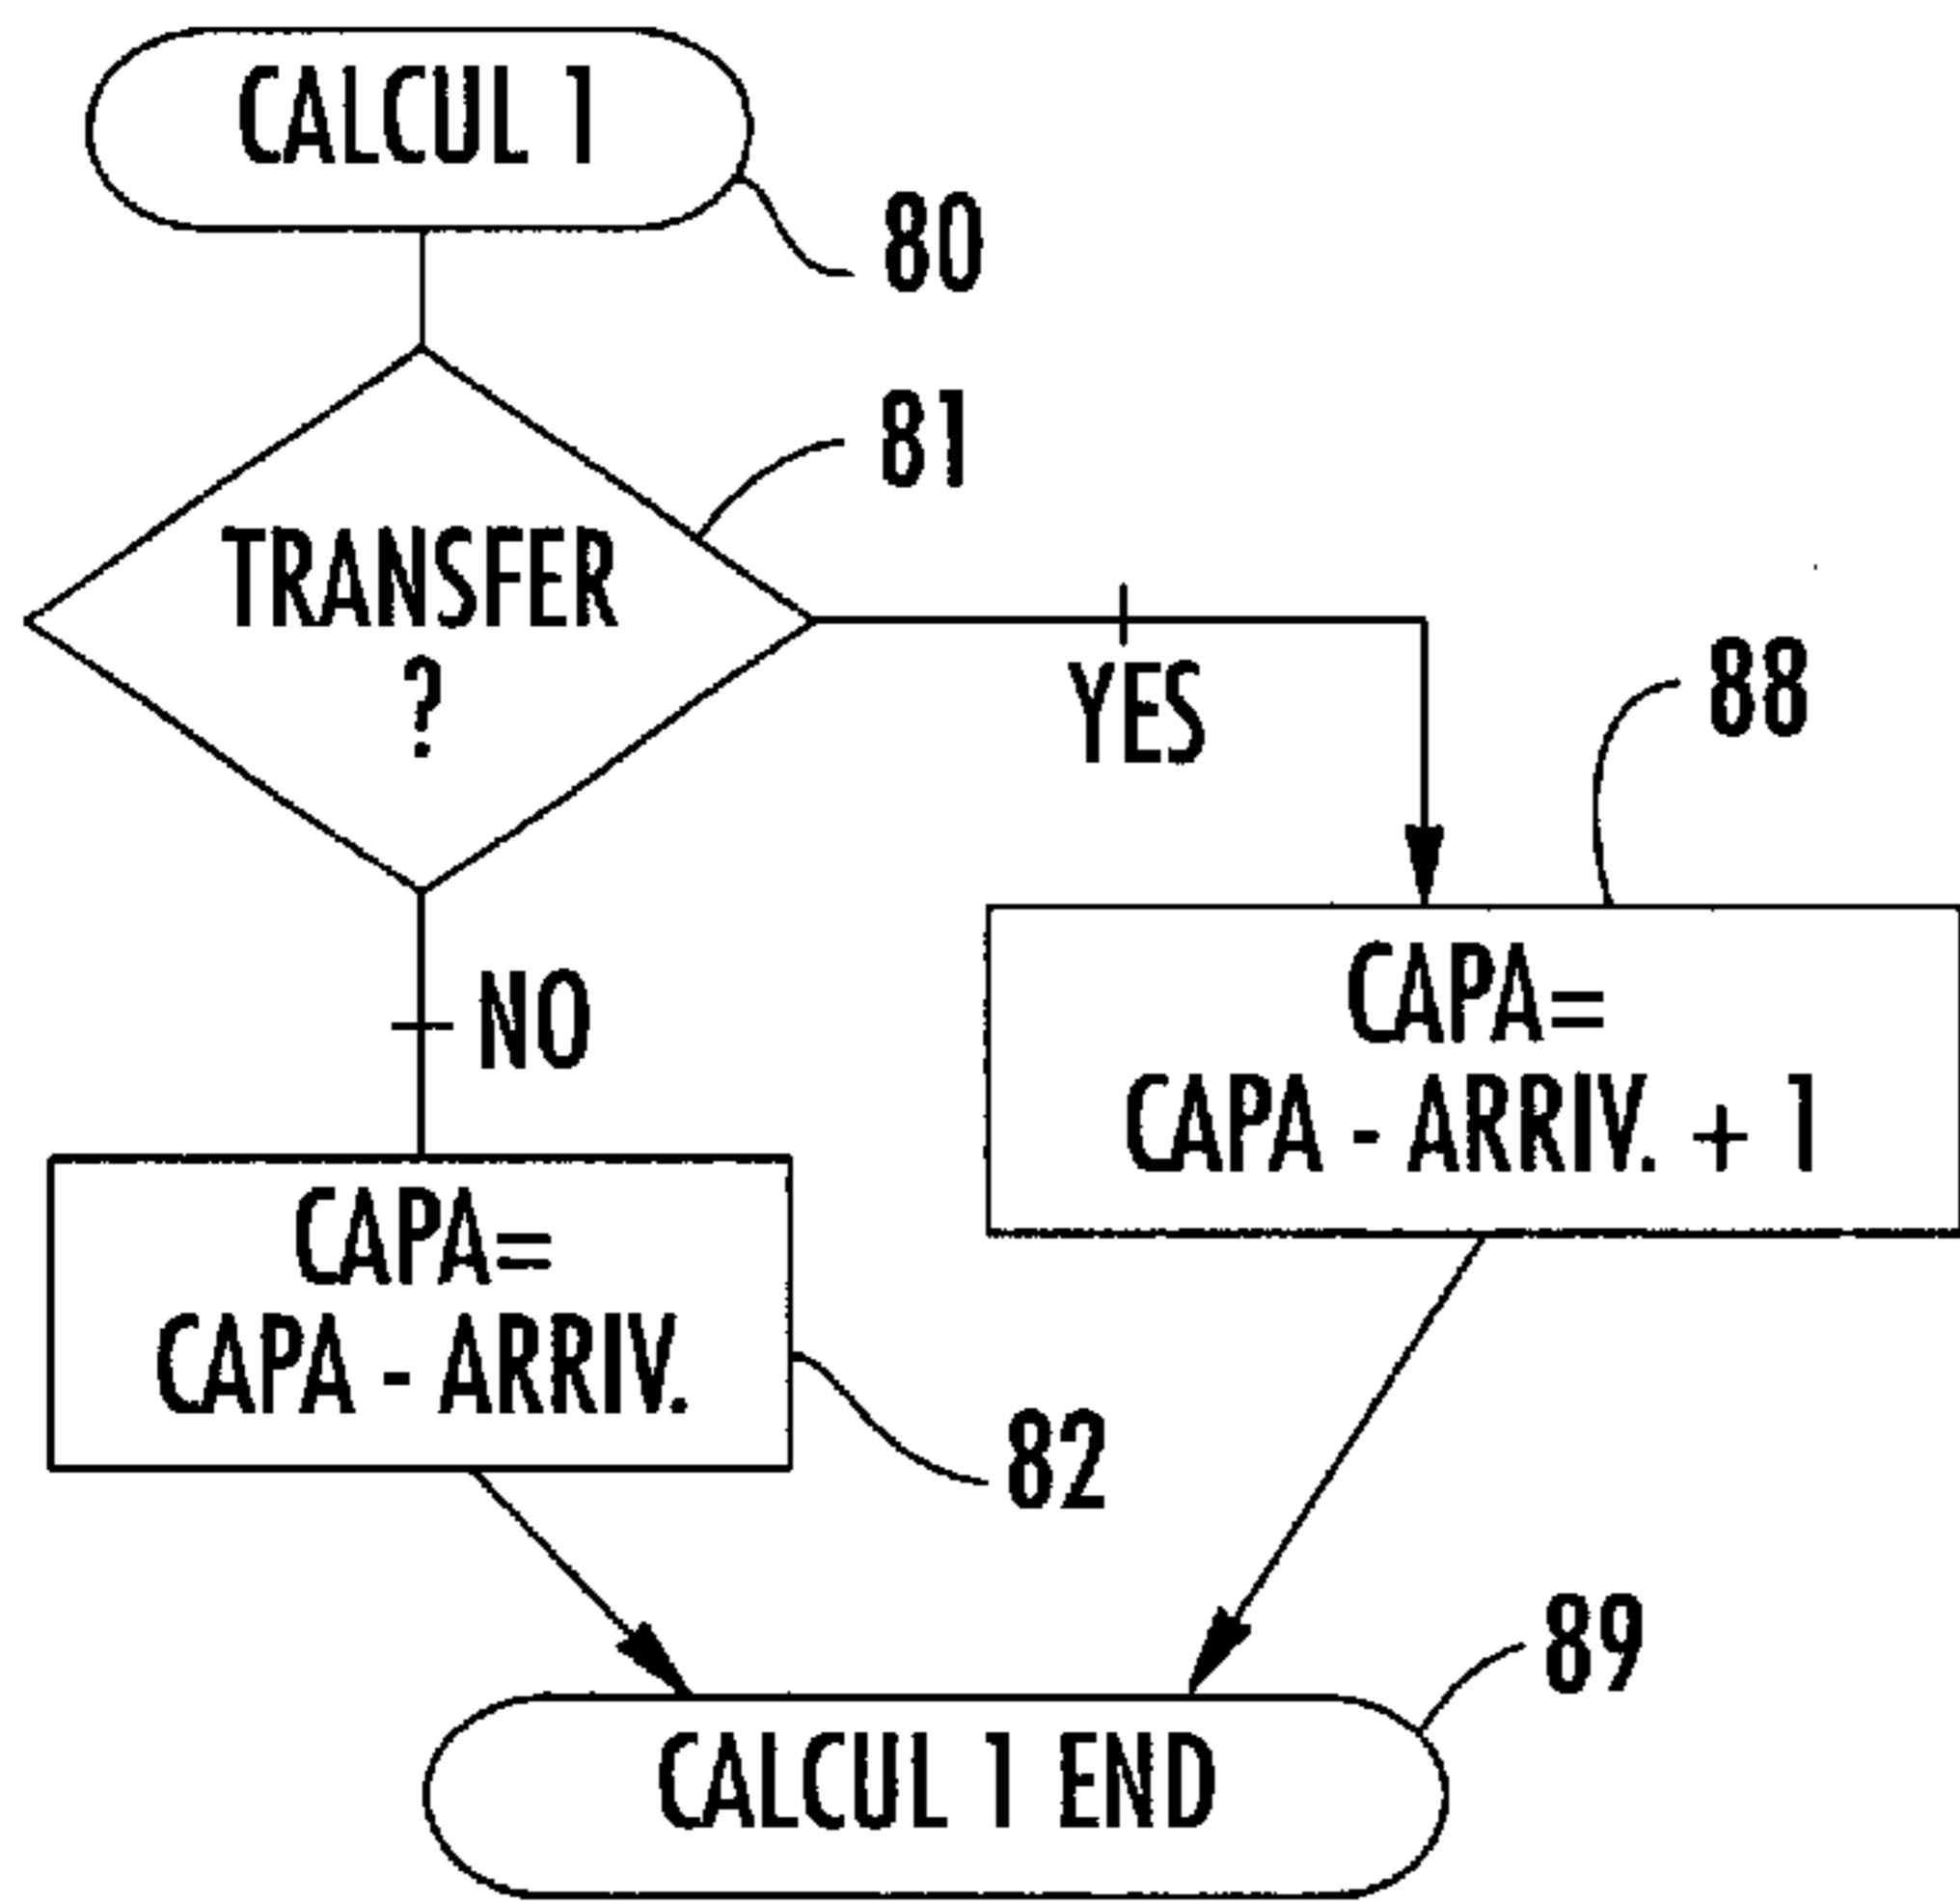 CALCUL 1
80
81
TRANSFER
?
YES
88
NO
CAPA=
CAPA - ARRIV. + 1
CAPA=
CAPA - ARRIV.
82
89
CALCUL 1 END